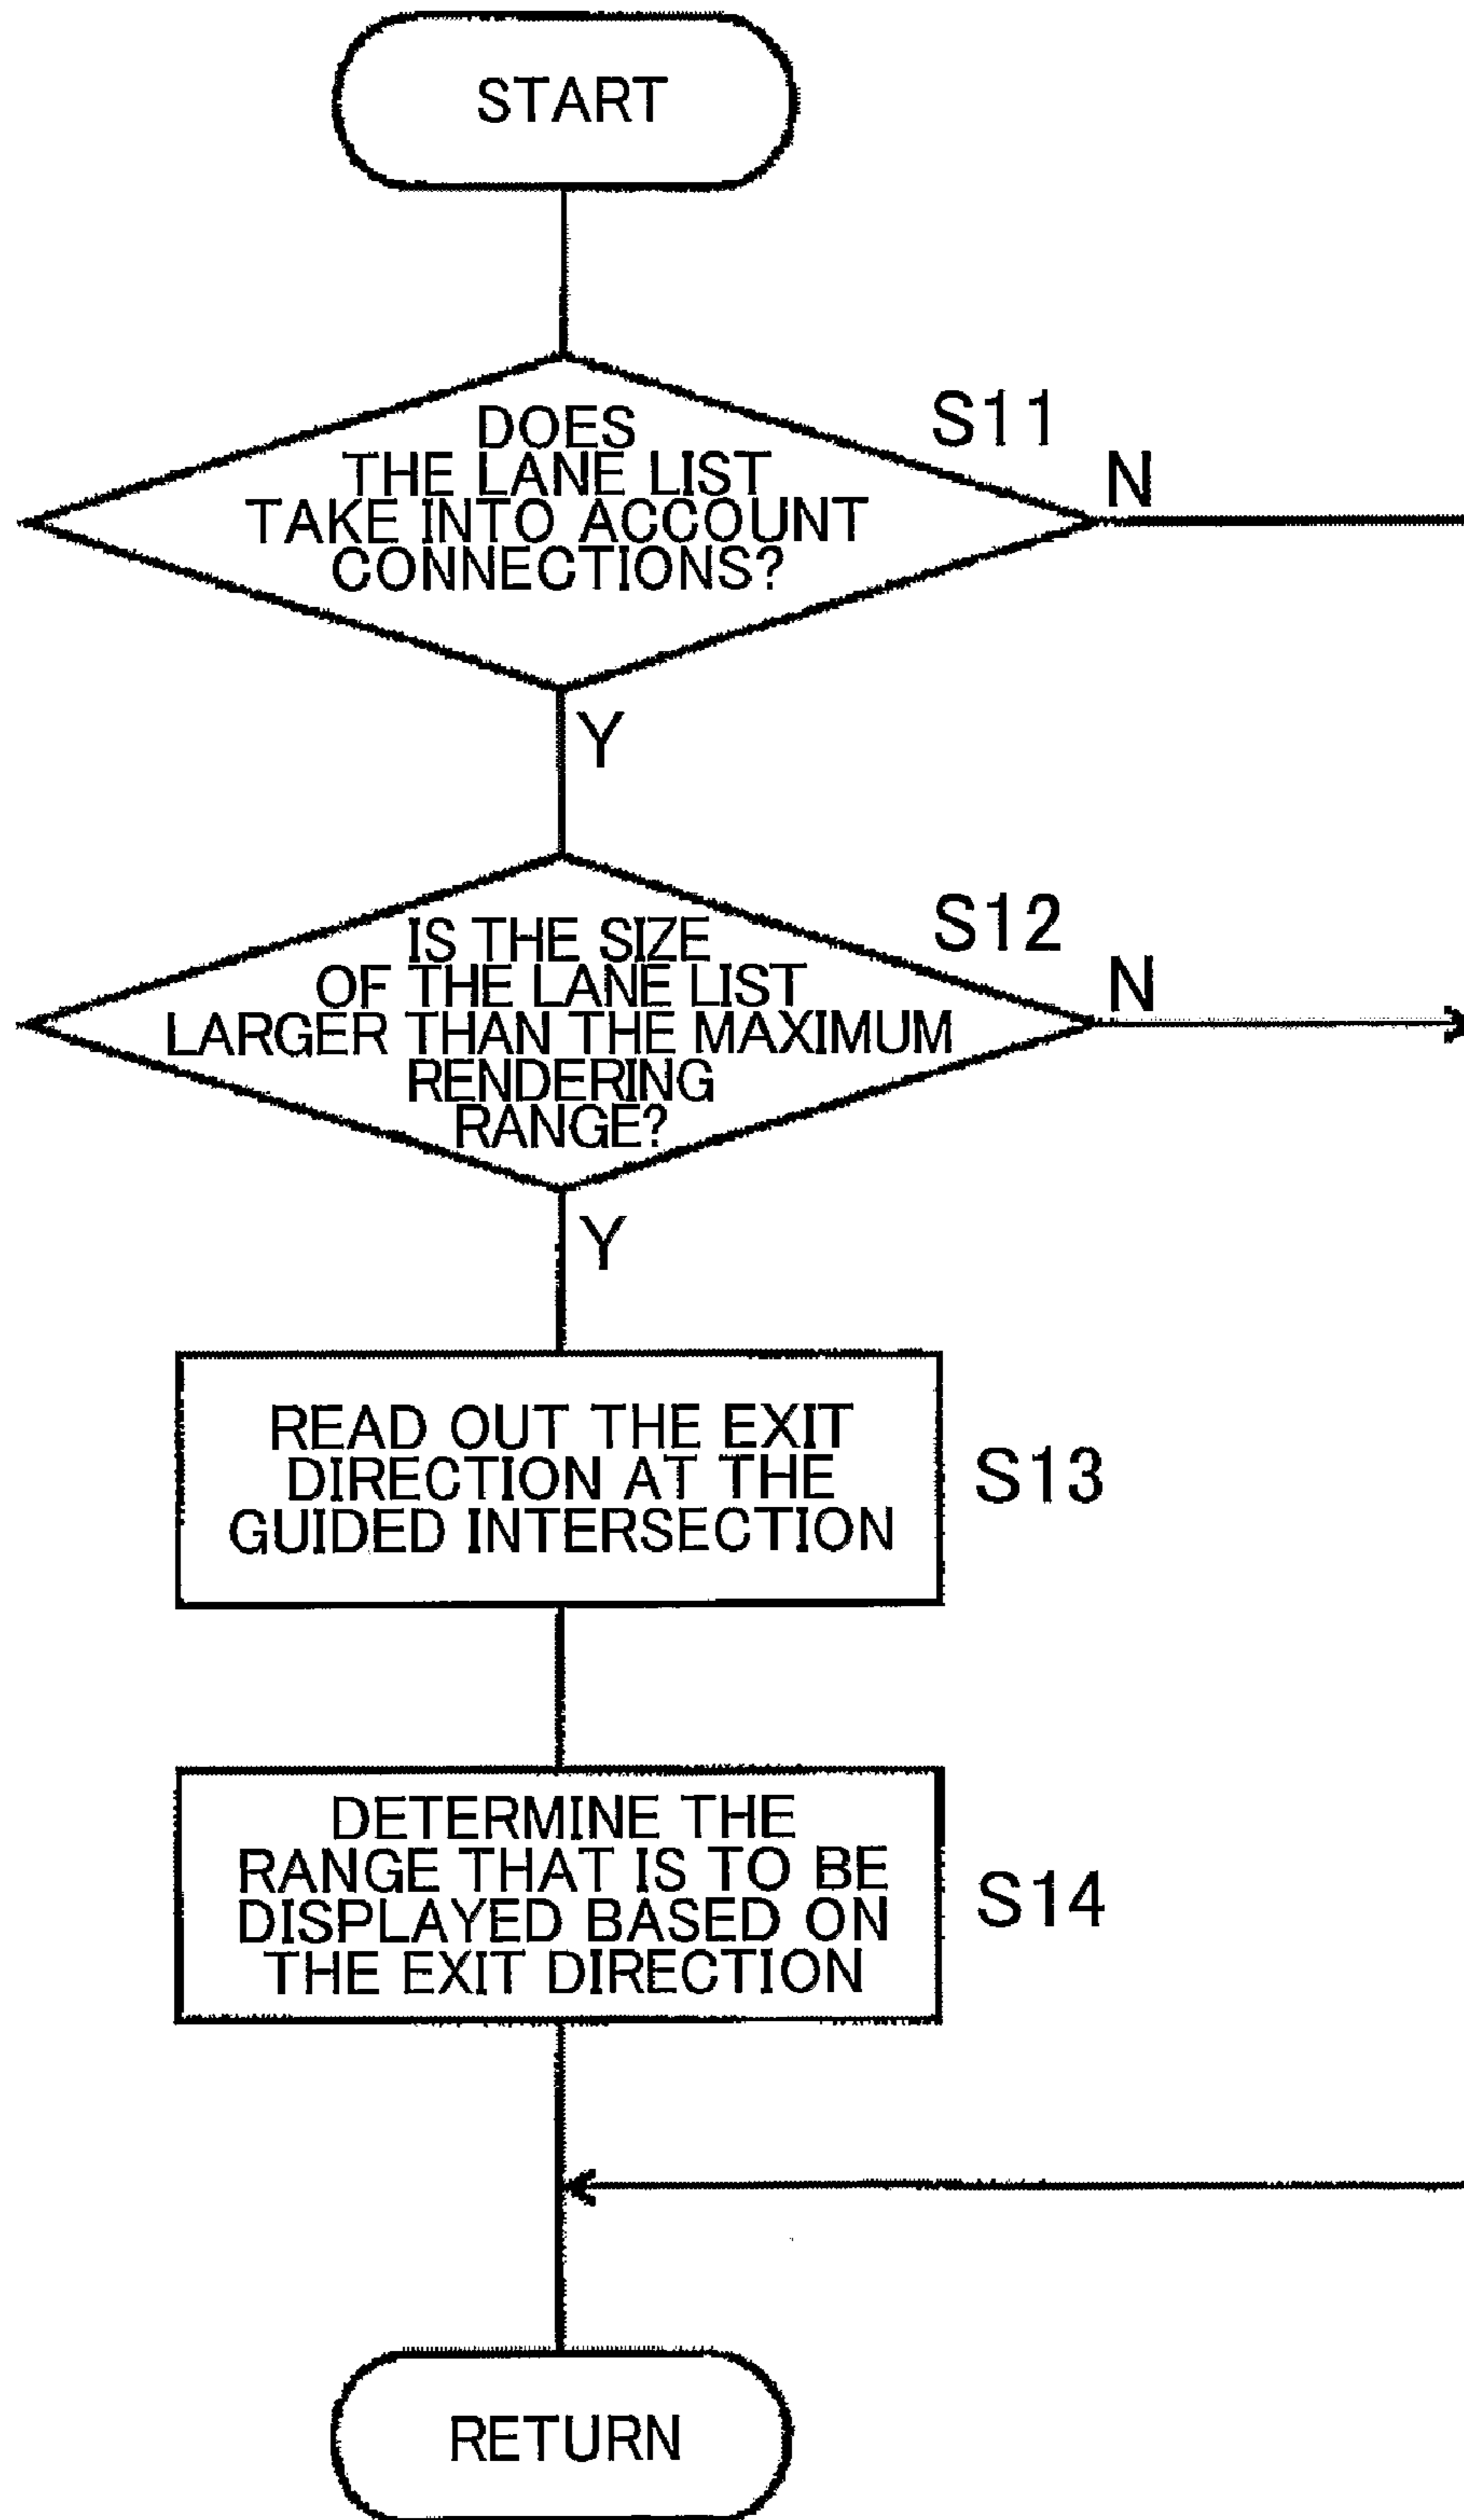 START
DOES
THE LANE LIST
TAKE INTO ACCOUNT
CONNECTIONS?
S11
N
Y
IS THE SIZE
OF THE LANE LIST
LARGER THAN THE MAXIMUM
RENDERING
RANGE?
S12
N
Y
READ OUT THE EXIT
DIRECTION AT THE
GUIDED INTERSECTION
S13
DETERMINE THE
RANGE THAT IS TO BE
DISPLAYED BASED ON
THE EXIT DIRECTION
S14
RETURN